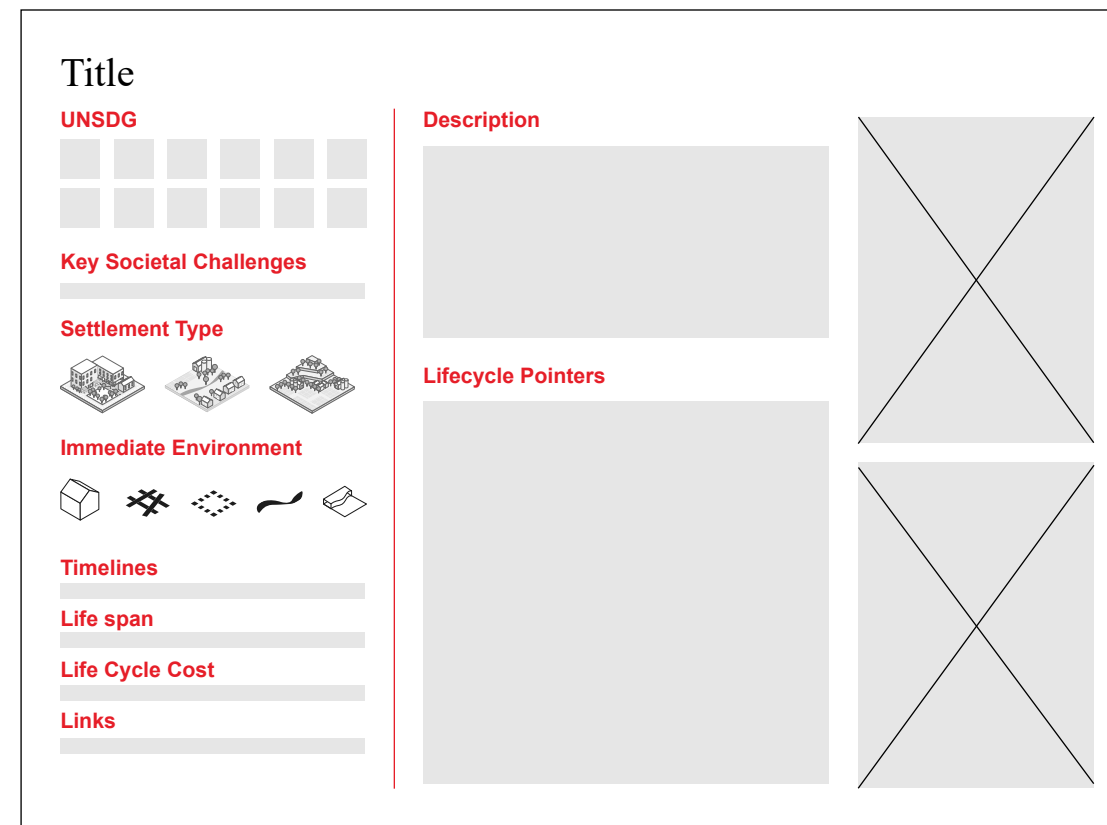 Title
UNSDG
Key Societal Challenges
Settlement Type
Immediate Environment
Timelines
Life span
Life Cycle Cost
Links
Description
Lifecycle Pointers